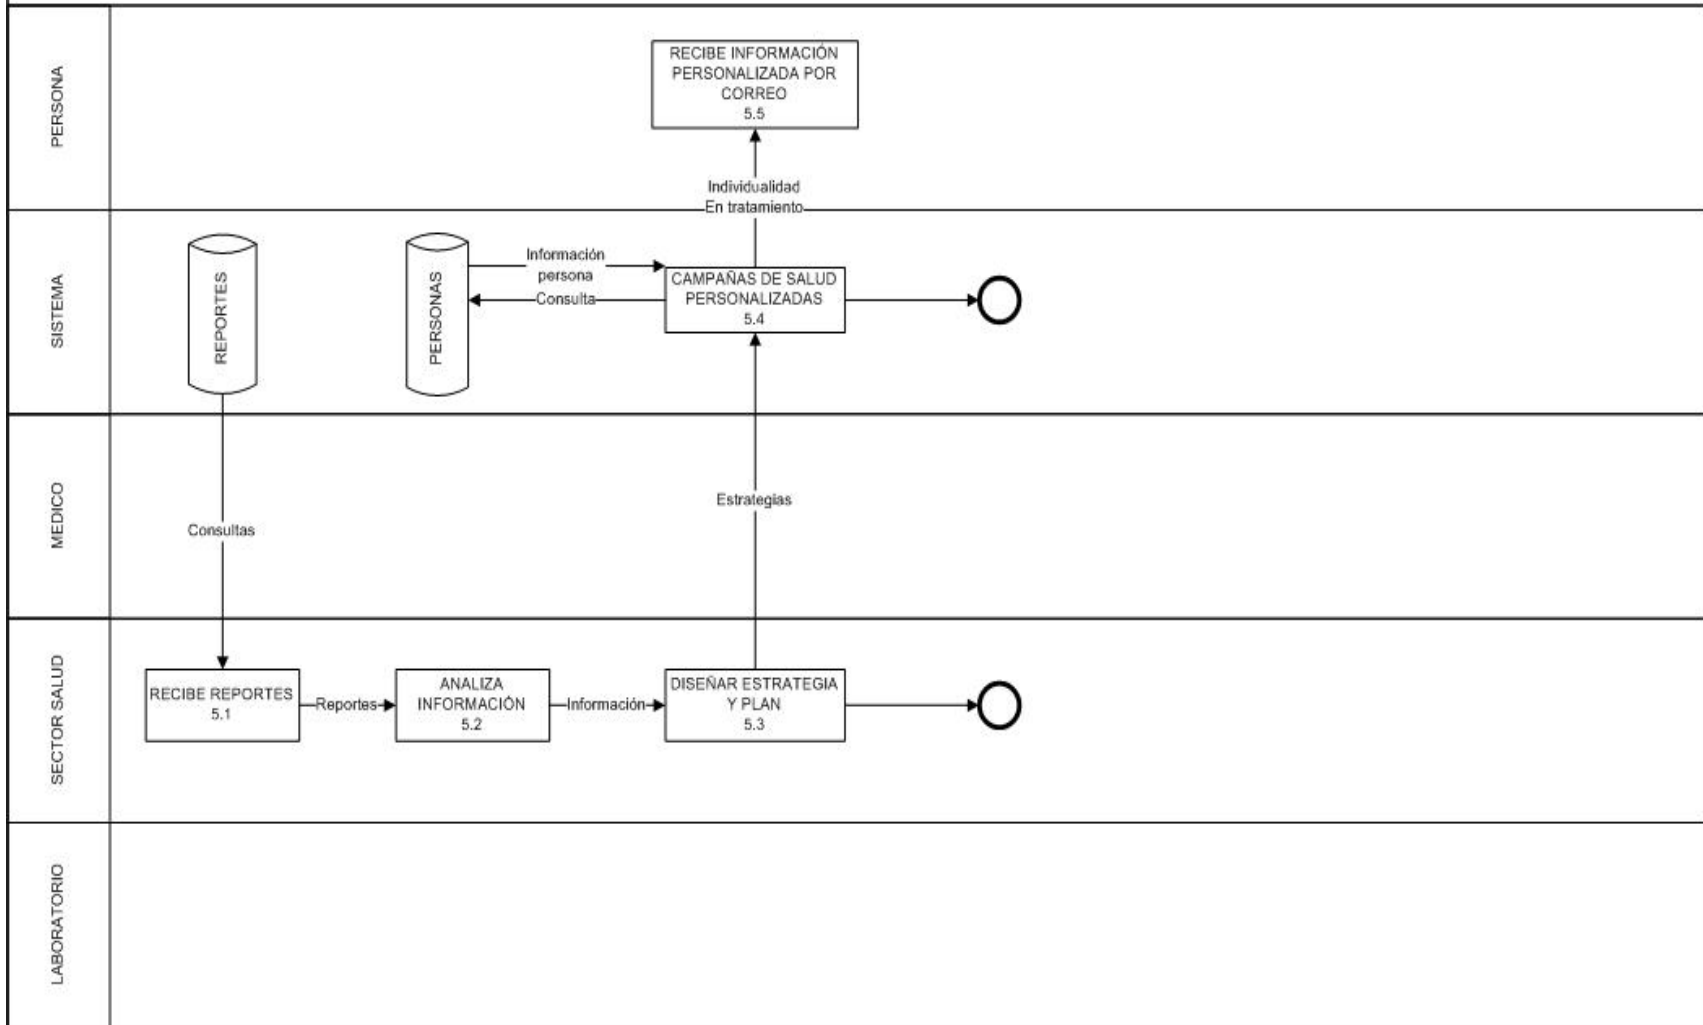 PERSONA
RECIBE INFORMACIÓN
PERSONALIZADA POR
CORREO
5.5
Individualidad
En tratamiento
SISTEMA
REPORTES
PERSONAS
Información
persona
Consulta
CAMPAÑAS DE SALUD
PERSONALIZADAS
5.4
MEDICO
Consultas
Estrategias
SECTOR SALUD
RECIBE REPORTES
5.1
Reportes
ANALIZA
INFORMACIÓN
5.2
Información
DISEÑAR ESTRATEGIA
Y PLAN
5.3
LABORATORIO